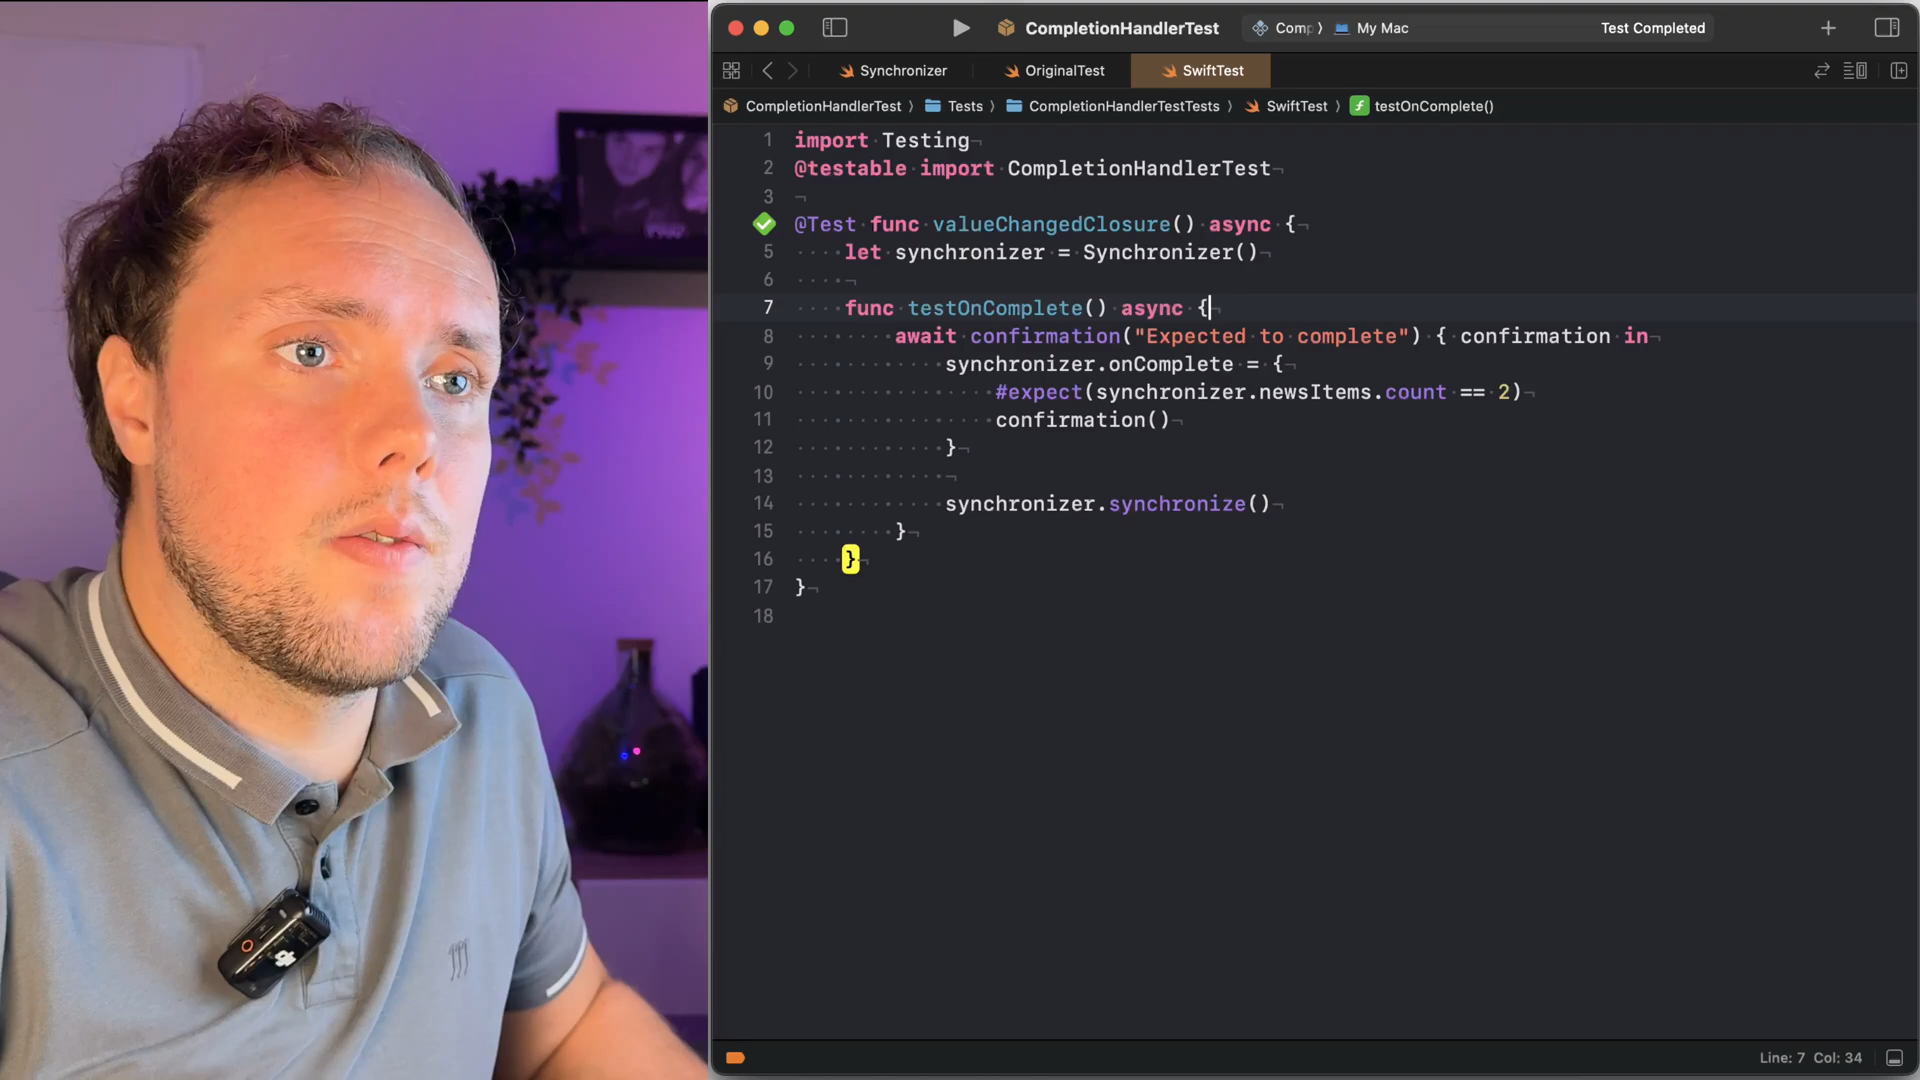 CompletionHandlerTest
Comp
My Mac
Test Completed
Synchronizer
OriginalTest
SwiftTest
CompletionHandlerTest
Tests
CompletionHandlerTestTests
SwiftTest
f
testOnComplete()
1 import Testing
2 @testable import CompletionHandlerTest
3
@Test func valueChangedClosure() async {
5 let synchronizer = Synchronizer()
6
7 func testOnComplete() async {
8 await confirmation("Expected to complete") { confirmation in
9 synchronizer.onComplete = {
10 #expect(synchronizer.newsItems.count == 2)
11 confirmation()
12 }
13
14 synchronizer.synchronize()
15 }
16 }
17 }
18
Line: 7 Col: 34